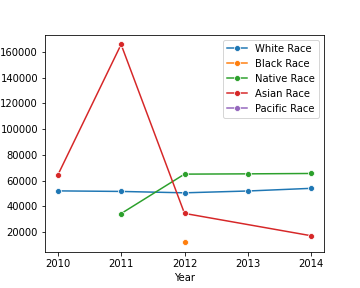 White Race
Black Race
Native Race
Asian Race
Pacific Race
160000
140000
120000
100000
80000
60000
40000
20000
2010 2011 2012 2013 2014
Year